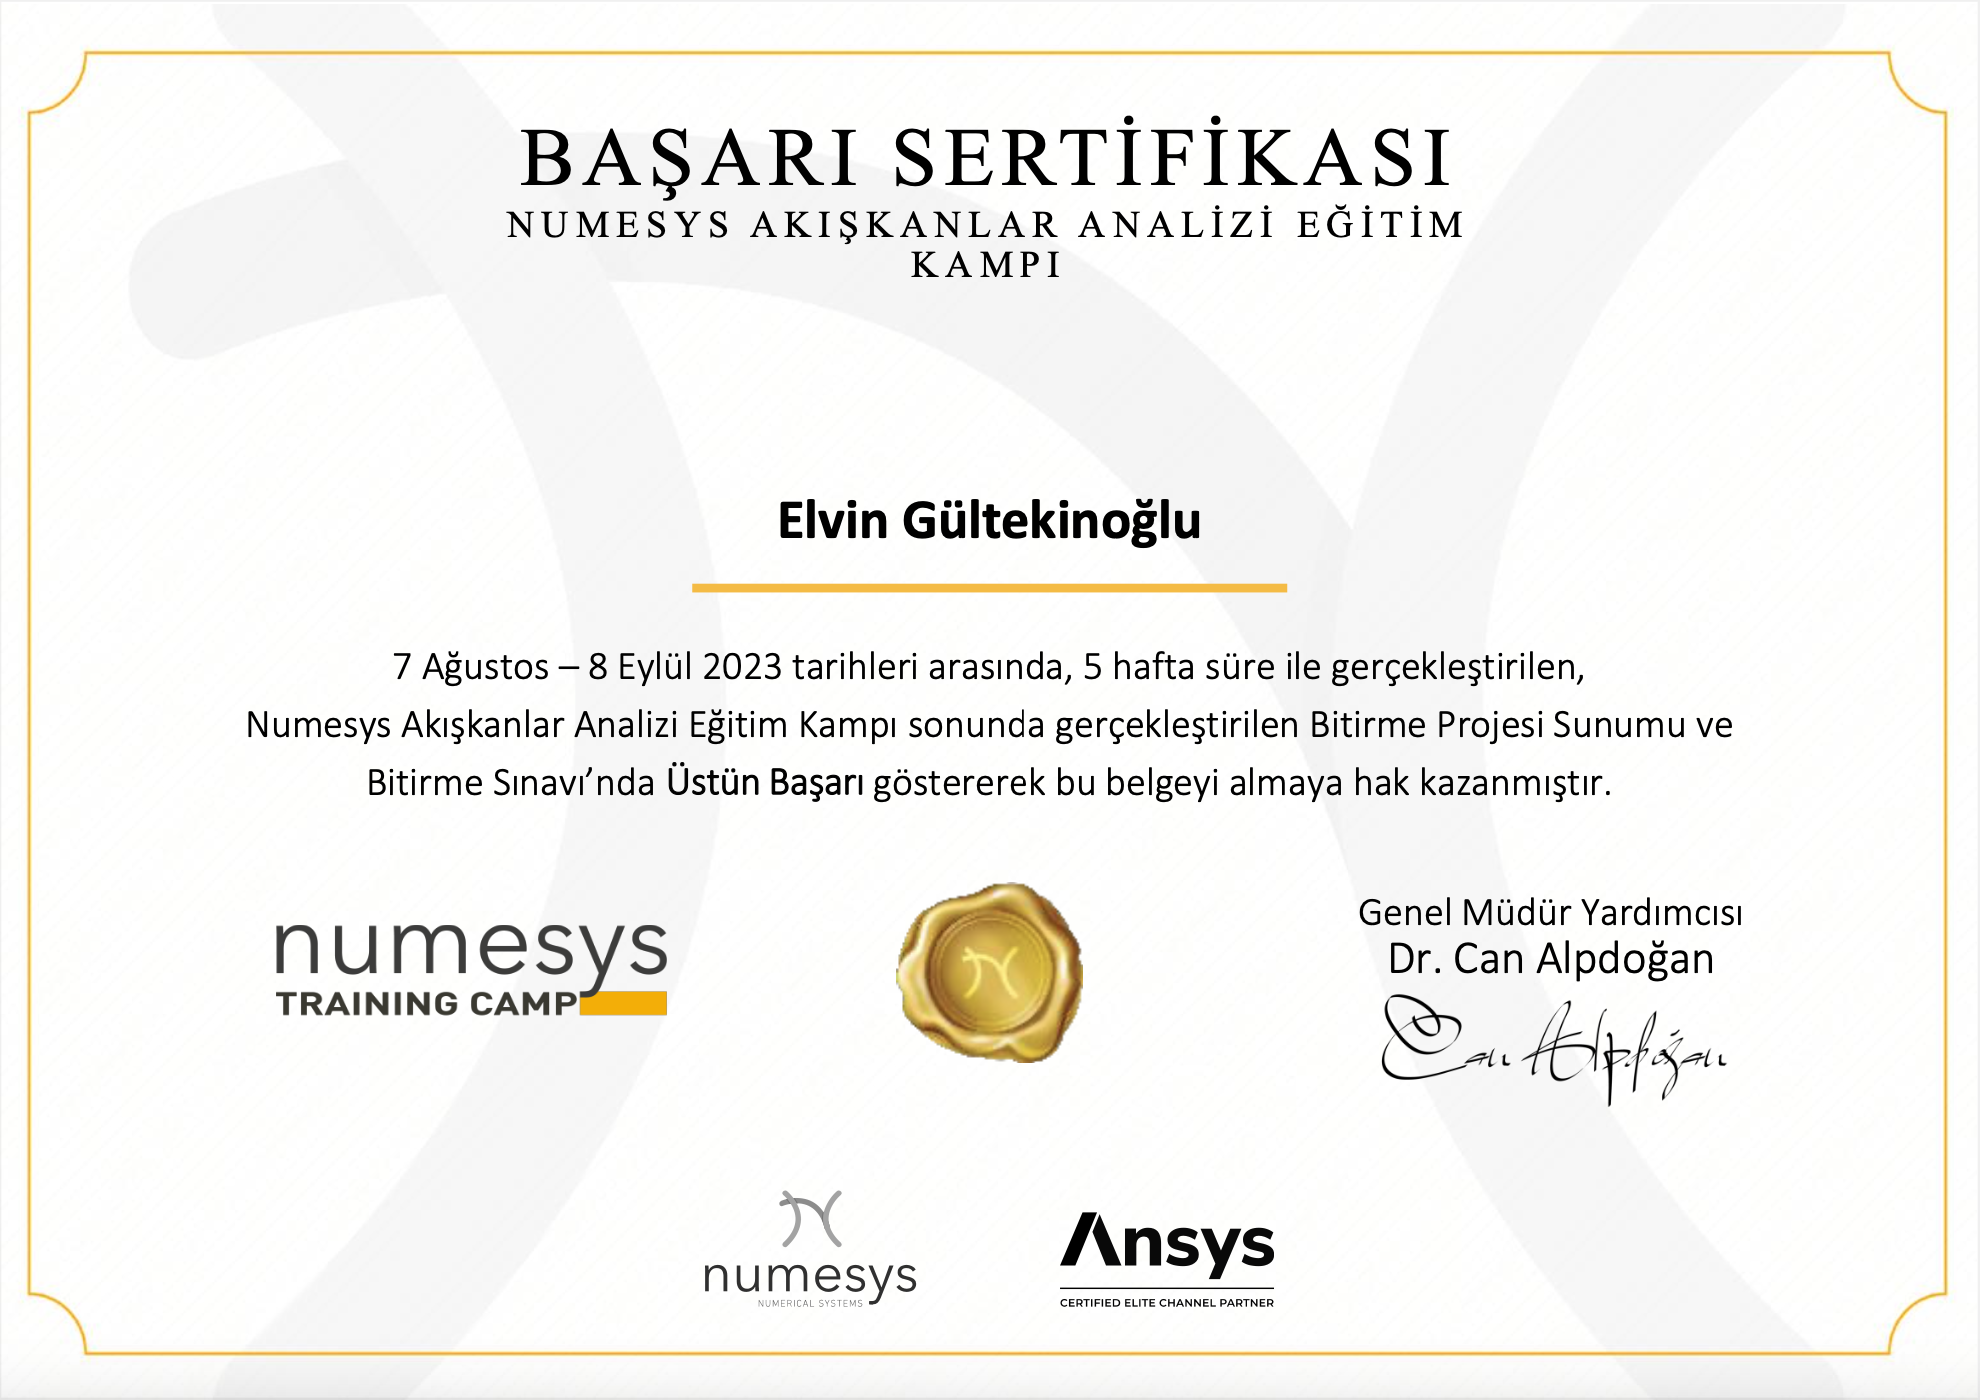 BAŞARI SERTİFİKASI
NUMESYS AKIŞKANLAR ANALİZİ EĞİTİM
KAMPI
Elvin Gültekinoğlu
7 Ağustos – 8 Eylül 2023 tarihleri arasında, 5 hafta süre ile gerçekleştirilen,
Numesys Akışkanlar Analizi Eğitim Kampı sonunda gerçekleştirilen Bitirme Projesi Sunumu ve
Bitirme Sınavı’nda Üstün Başarı göstererek bu belgeyi almaya hak kazanmıştır.
numesys
TRAINING CAMP
Genel Müdür Yardımcısı
Dr. Can Alpdoğan
Can Alpdoğan
numesys
NUMERICAL SYSTEMS
Ansys
CERTIFIED ELITE CHANNEL PARTNER